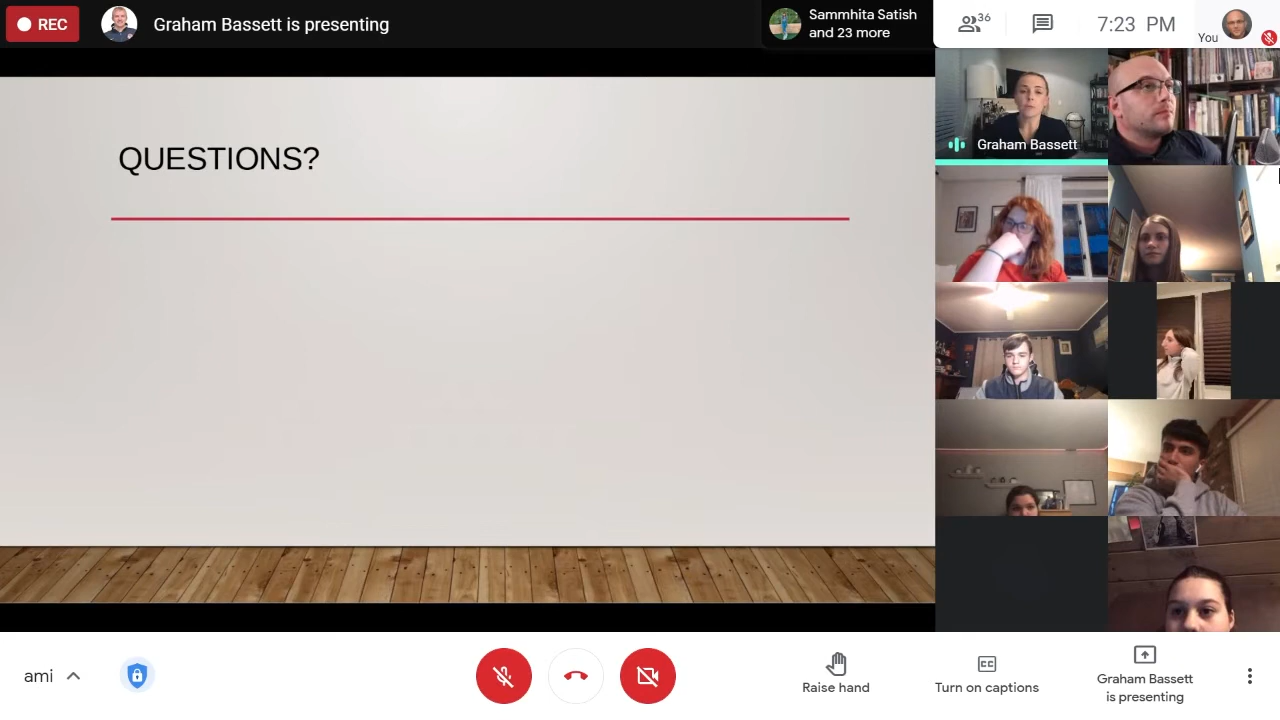 REC
Graham Bassett is presenting
Sammhita Satish
and 23 more
36
7:23 PM
You
Graham Bassett
QUESTIONS?
ami
CC
Raise hand
Turn on captions
Graham Bassett
is presenting